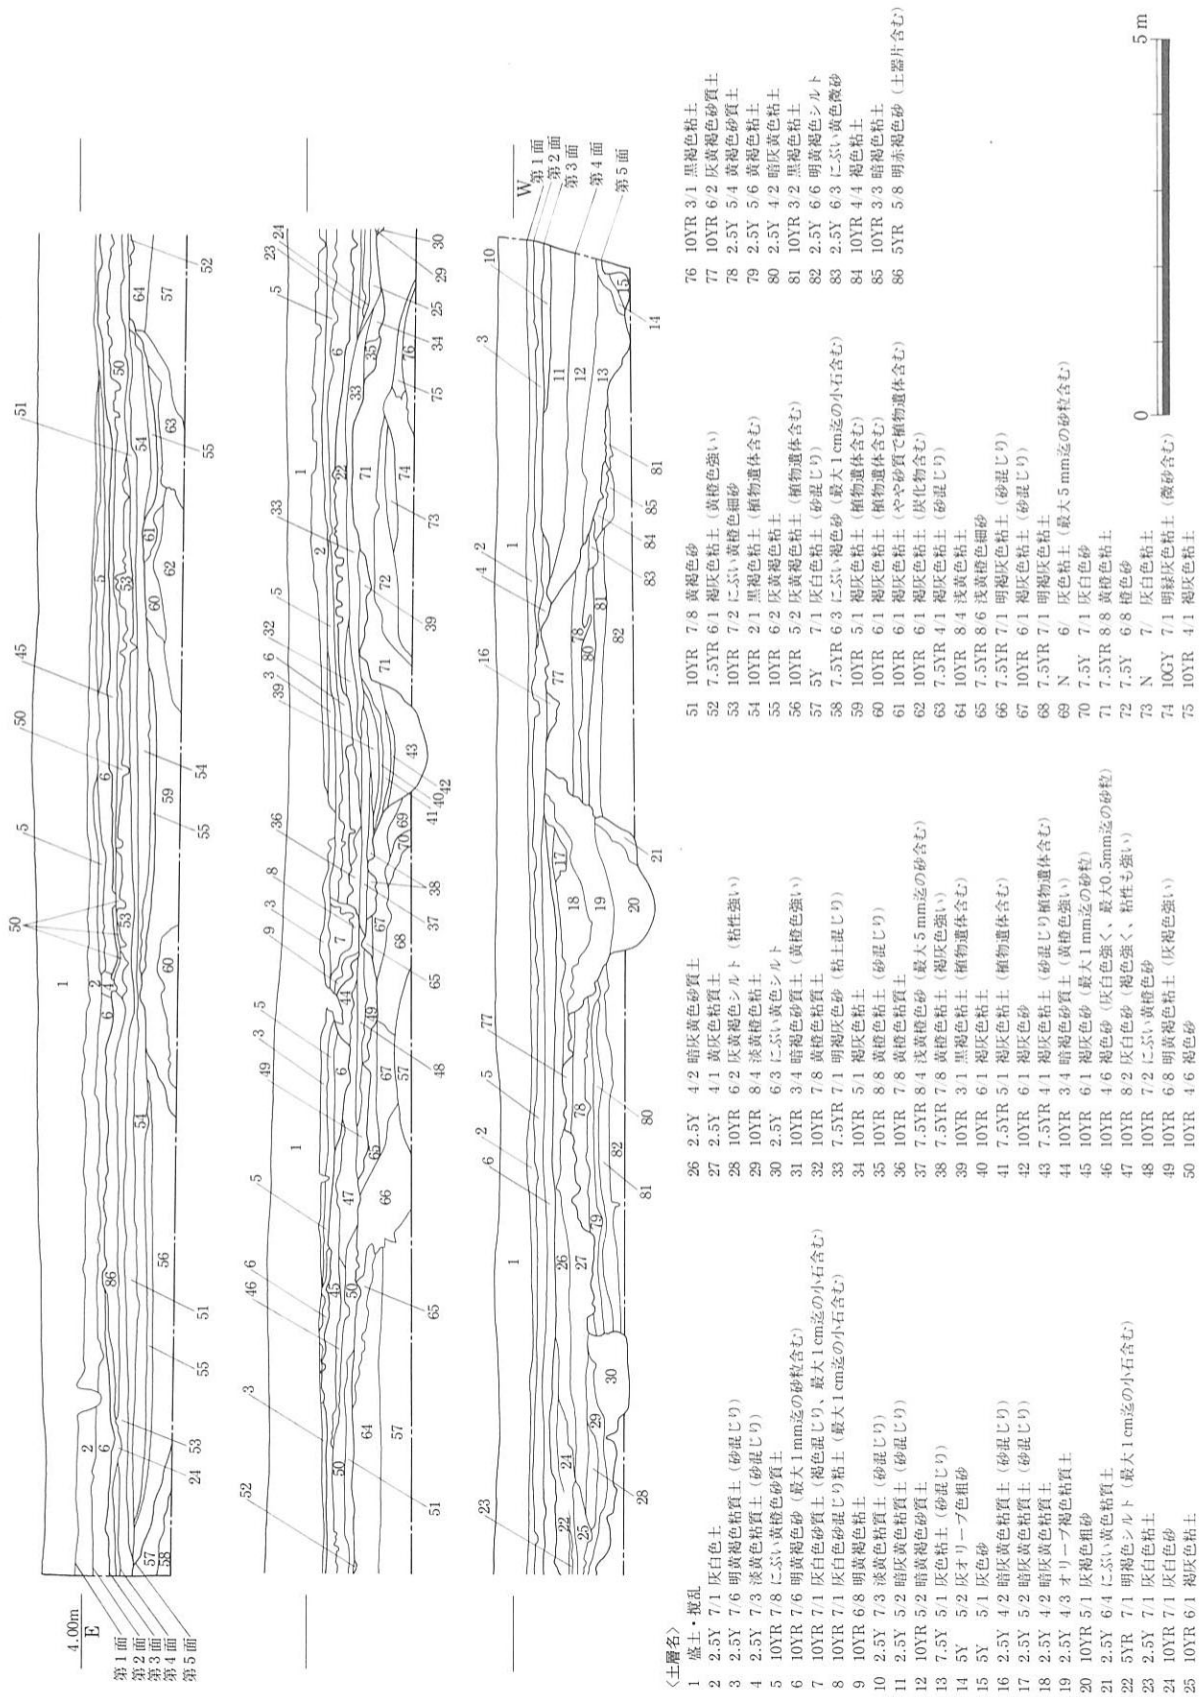 4.00m
E
第1面
第2面
第3面
第4面
第5面
W
第1面
第2面
第3面
第4面
第5面
0
5 m
〈土層名〉
1 盛土・攪乱
2 2.5Y 7/1 灰白色土
3 2.5Y 7/6 明黄褐色粘質土（砂混じり）
4 2.5Y 7/3 淡黄色粘質土（砂混じり）
5 10YR 7/8 にぶい黄橙色砂質土
6 10YR 7/6 明黄褐色砂（最大1mm迄の砂粒含む）
7 10YR 7/1 灰白色砂質土（褐色混じり、最大1cm迄の小石含む）
8 10YR 7/1 灰白色砂混じり粘土（最大1cm迄の小石含む）
9 10YR 6/8 明黄褐色粘土
10 2.5Y 7/3 淡黄色粘質土（砂混じり）
11 2.5Y 5/2 暗灰黄色粘質土（砂混じり）
12 10YR 5/2 暗黄褐色砂質土
13 7.5Y 5/1 灰色粘土（砂混じり）
14 5Y 5/2 灰オリーブ色粗砂
15 5Y 5/1 灰色砂
16 2.5Y 4/2 暗灰黄色粘質土（砂混じり）
17 2.5Y 5/2 暗灰黄色粘質土（砂混じり）
18 2.5Y 4/2 暗灰黄色粘質土
19 2.5Y 4/3 オリーブ褐色粘質土
20 10YR 5/1 灰褐色粗砂
21 2.5Y 6/4 にぶい黄色粘質土
22 5YR 7/1 明褐色シルト（最大1cm迄の小石含む）
23 2.5Y 7/1 灰白色粘土
24 10YR 7/1 灰白色砂
25 10YR 6/1 褐灰色粘土
26 2.5Y 4/2 暗灰黄色砂質土
27 2.5Y 4/1 黄灰色粘質土
28 10YR 6/2 灰黄褐色シルト（粘性強い）
29 10YR 8/4 淡黄橙色粘土
30 2.5Y 6/3 にぶい黄色シルト
31 10YR 3/4 暗褐色砂質土（黄橙色強い）
32 10YR 7/8 黄橙色粘質土
33 7.5YR 7/1 明褐灰色砂（粘土混じり）
34 10YR 5/1 褐灰色粘土
35 10YR 8/8 黄橙色粘土（砂混じり）
36 10YR 7/8 黄橙色粘質土
37 7.5YR 8/4 浅黄橙色砂（最大5mm迄の砂含む）
38 7.5YR 7/8 黄橙色粘土（褐灰色強い）
39 10YR 3/1 黒褐色粘土（植物遺体含む）
40 10YR 6/1 褐灰色粘土
41 7.5YR 5/1 褐灰色粘土（植物遺体含む）
42 10YR 6/1 褐灰色砂
43 7.5YR 4/1 褐灰色粘土（砂混じり植物遺体含む）
44 10YR 3/4 暗褐色砂質土（黄橙色強い）
45 10YR 6/1 褐灰色砂（最大1mm迄の砂粒）
46 10YR 4/6 褐色砂（灰白色強く、最大0.5mm迄の砂粒）
47 10YR 8/2 灰白色砂（褐色強く、粘性も強い）
48 10YR 7/2 にぶい黄橙色砂
49 10YR 6/8 明黄褐色粘土（灰褐色強い）
50 10YR 4/6 褐色砂
51 10YR 7/8 黄褐色砂
52 7.5YR 6/1 褐灰色粘土（黄橙色強い）
53 10YR 7/2 にぶい黄橙色細砂
54 10YR 2/1 黒褐色粘土（植物遺体含む）
55 10YR 6/2 灰黄褐色粘土
56 10YR 5/2 灰黄褐色粘土（植物遺体含む）
57 5Y 7/1 灰白色粘土（砂混じり）
58 7.5YR 6/3 にぶい褐色砂（最大1cm迄の小石含む）
59 10YR 5/1 褐灰色粘土（植物遺体含む）
60 10YR 6/1 褐灰色粘土（植物遺体含む）
61 10YR 6/1 褐灰色粘土（やや砂質で植物遺体含む）
62 10YR 6/1 褐灰色粘土（炭化物含む）
63 7.5YR 4/1 褐灰色粘土（砂混じり）
64 10YR 8/4 浅黄色粘土
65 7.5YR 8/6 浅黄橙色細砂
66 7.5YR 7/1 明褐灰色粘土（砂混じり）
67 10YR 6/1 褐灰色粘土（砂混じり）
68 7.5YR 7/1 明褐灰色粘土
69 N 6/ 灰色粘土（最大5mm迄の砂粒含む）
70 7.5Y 7/1 灰白色砂
71 7.5YR 8/8 黄橙色粘土
72 7.5Y 6/8 橙色砂
73 N 7/ 灰白色粘土
74 10GY 7/1 明緑灰色粘土（微砂含む）
75 10YR 4/1 褐灰色粘土
76 10YR 3/1 黒褐色粘土
77 10YR 6/2 灰黄褐色砂質土
78 2.5Y 5/4 黄褐色砂質土
79 2.5Y 5/6 黄褐色粘土
80 2.5Y 4/2 暗灰黄色粘土
81 10YR 3/2 黒褐色粘土
82 2.5Y 6/6 明黄褐色シルト
83 2.5Y 6/3 にぶい黄色微砂
84 10YR 4/4 褐色粘土
85 10YR 3/3 暗褐色粘土
86 5YR 5/8 明赤褐色砂（土器片含む）